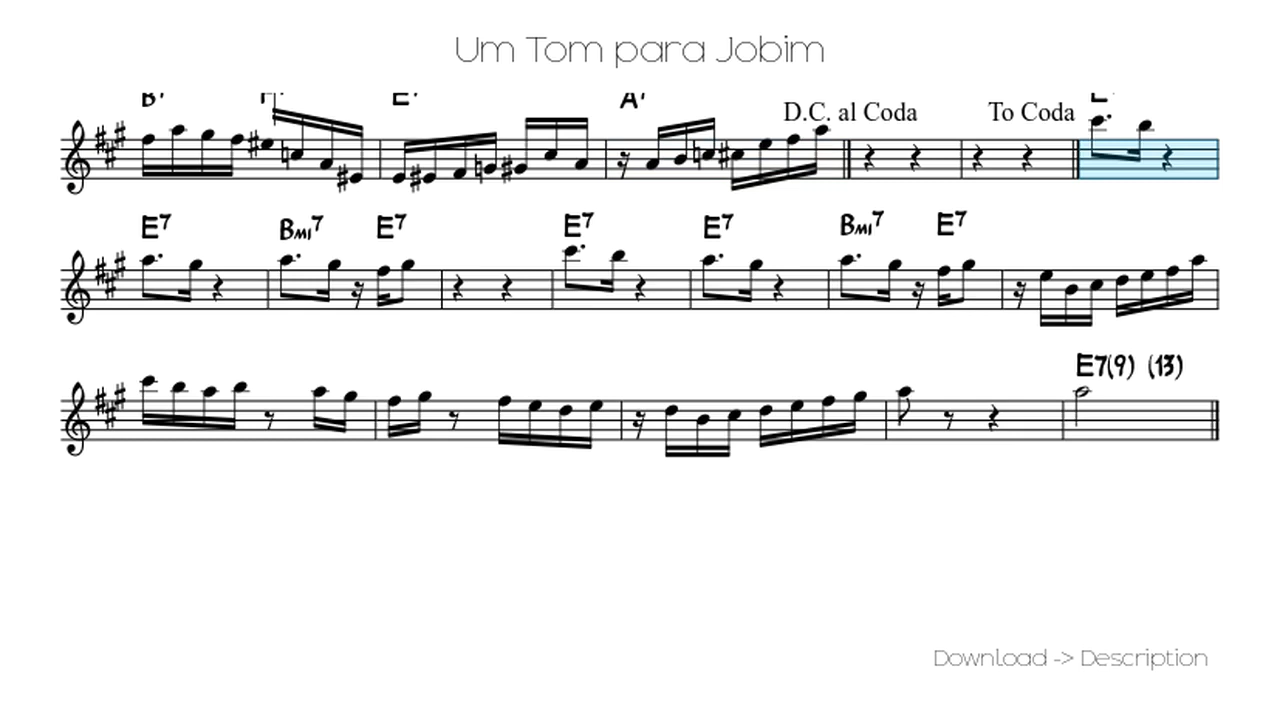 Um Tom para Jobim
D.C. al Coda To Coda
E7 Bmi7 E7 E7 E7 Bmi7 E7
E7(9) (13)
Download -> Description